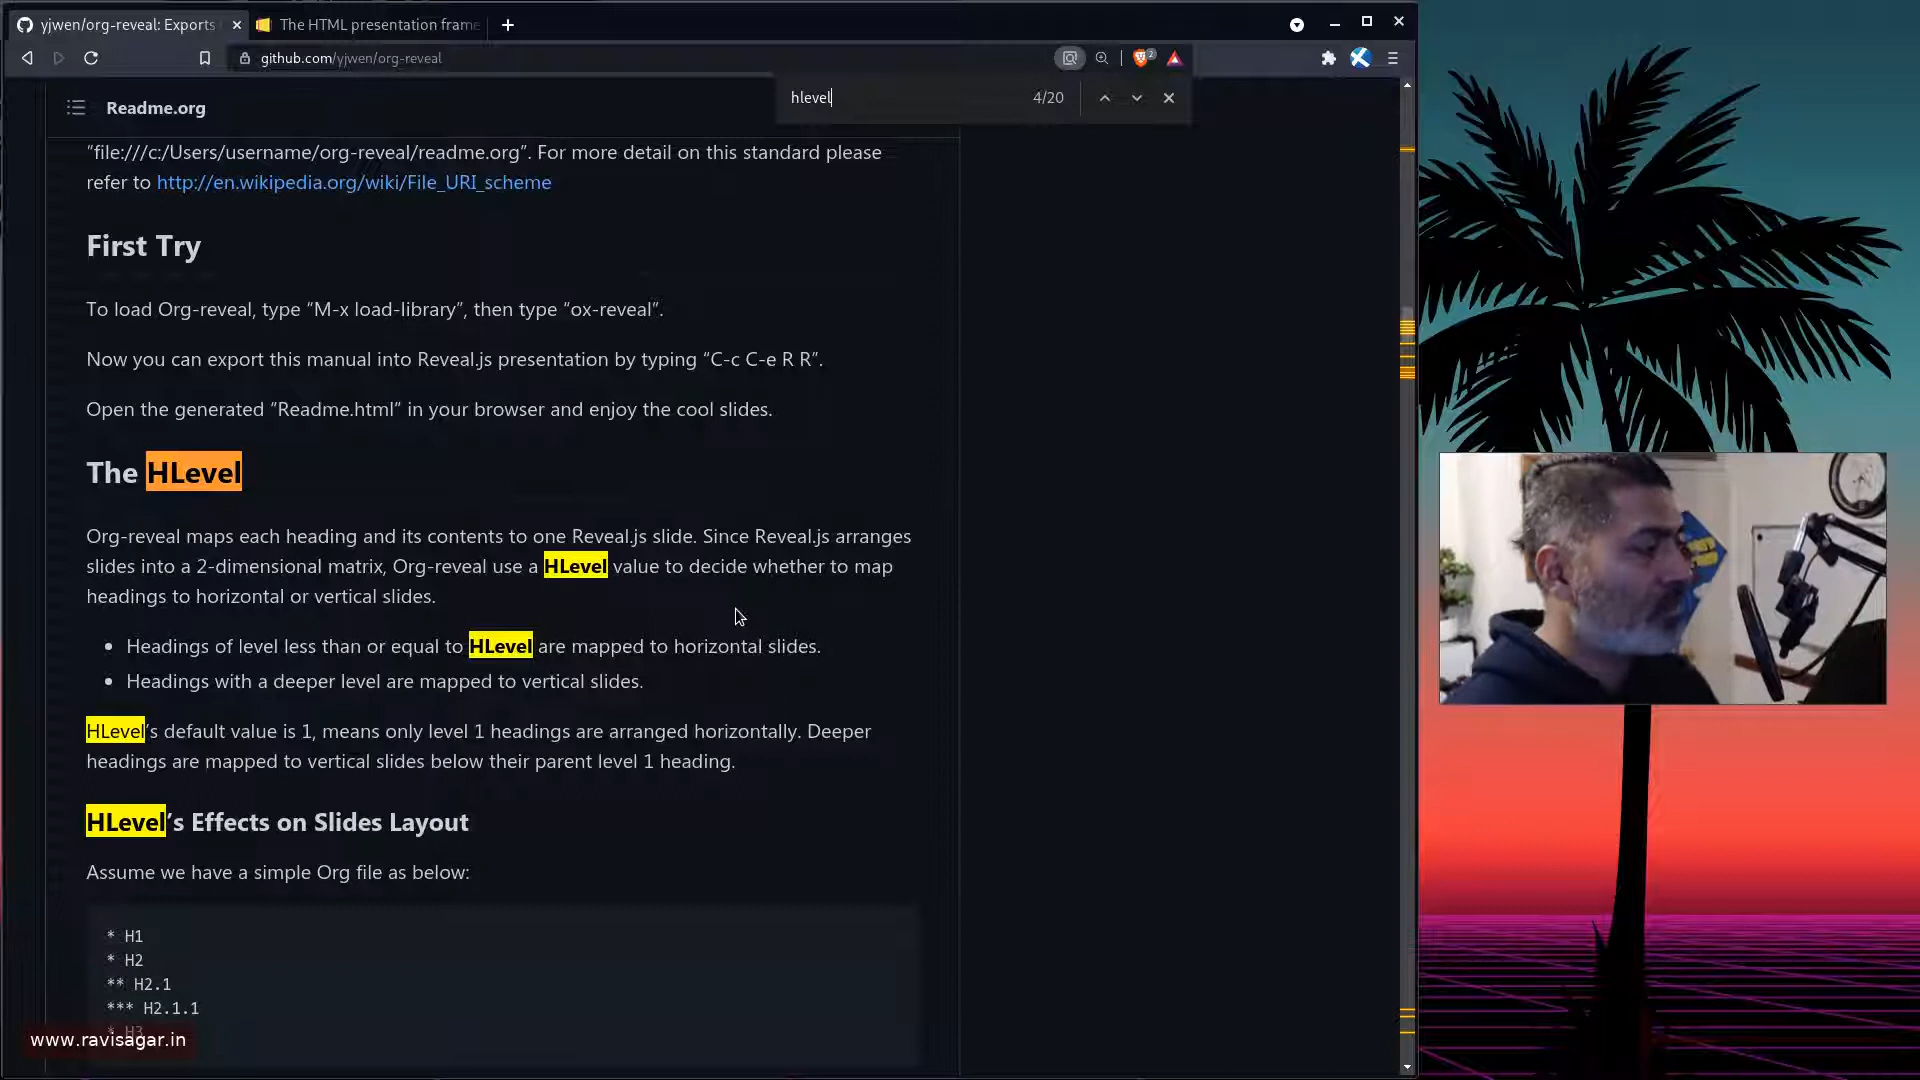 yjwen/org-reveal: Exports
The HTML presentation frame
github.com/yjwen/org-reveal
2
hlevel
4/20
Readme.org
“file:///c:/Users/username/org-reveal/readme.org”. For more detail on this standard please
refer to http://en.wikipedia.org/wiki/File_URI_scheme
First Try
To load Org-reveal, type “M-x load-library”, then type “ox-reveal”.
Now you can export this manual into Reveal.js presentation by typing “C-c C-e R R”.
Open the generated “Readme.html” in your browser and enjoy the cool slides.
The HLevel
Org-reveal maps each heading and its contents to one Reveal.js slide. Since Reveal.js arranges
slides into a 2-dimensional matrix, Org-reveal use a HLevel value to decide whether to map
headings to horizontal or vertical slides.
• Headings of level less than or equal to HLevel are mapped to horizontal slides.
• Headings with a deeper level are mapped to vertical slides.
HLevel’s default value is 1, means only level 1 headings are arranged horizontally. Deeper
headings are mapped to vertical slides below their parent level 1 heading.
HLevel’s Effects on Slides Layout
Assume we have a simple Org file as below:
* H1
* H2
** H2.1
*** H2.1.1
* H3
www.ravisagar.in